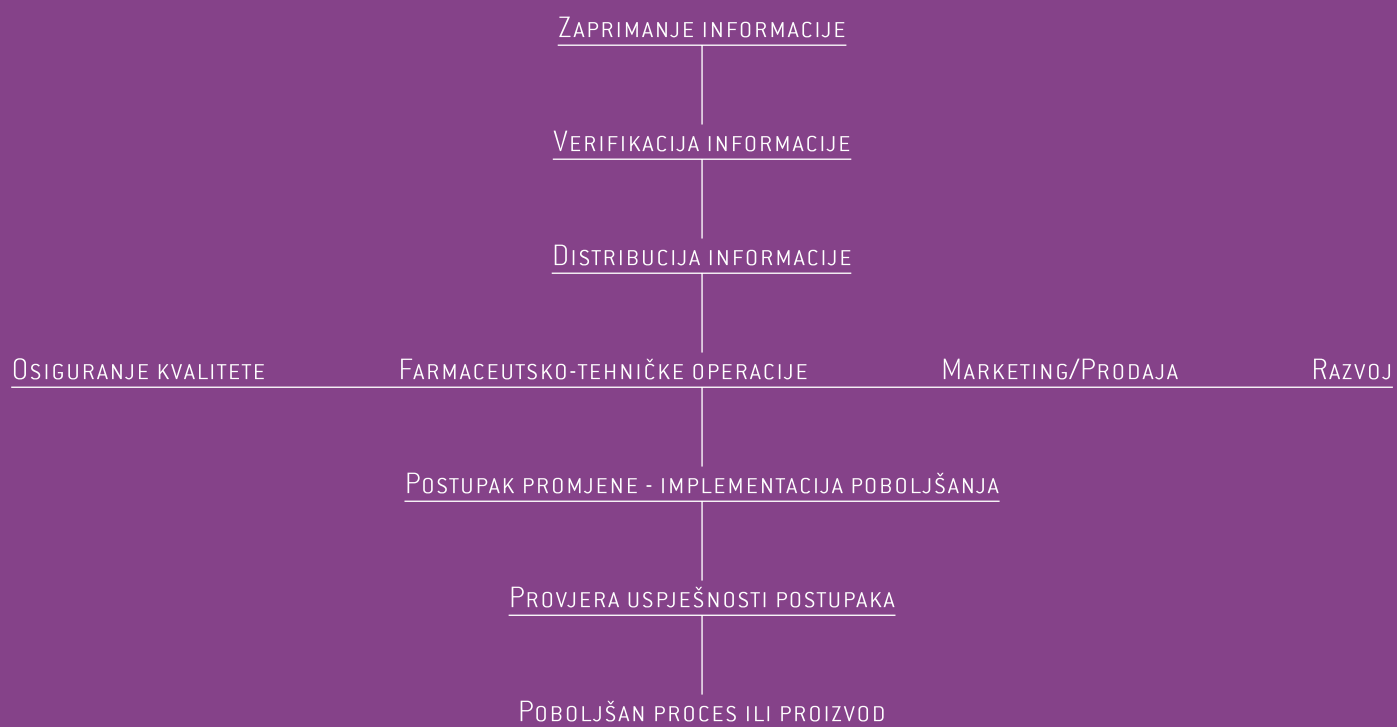 Zaprimanje informacije
Verifikacija informacije
Distribucija informacije
Osiguranje kvalitete Farmaceutsko-tehničke operacije Marketing/Prodaja Razvoj
Postupak promjene - implementacija poboljšanja
Provjera uspješnosti postupaka
Poboljšan proces ili proizvod